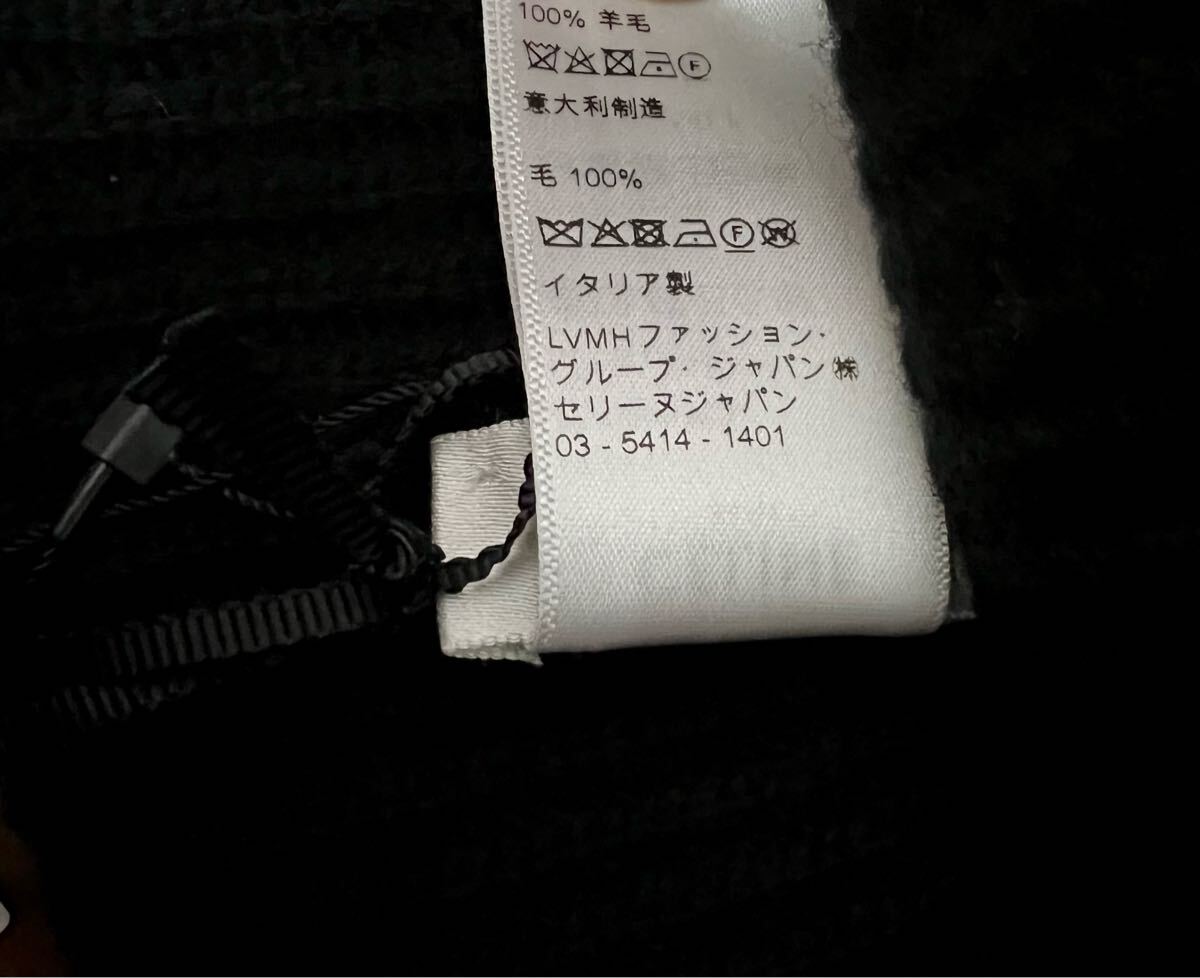 100% 羊毛
意大利制造
毛 100%
イタリア製
LVMHファッション・
グループ・ジャパン㈱
セリーヌジャパン
03 - 5414 - 1401